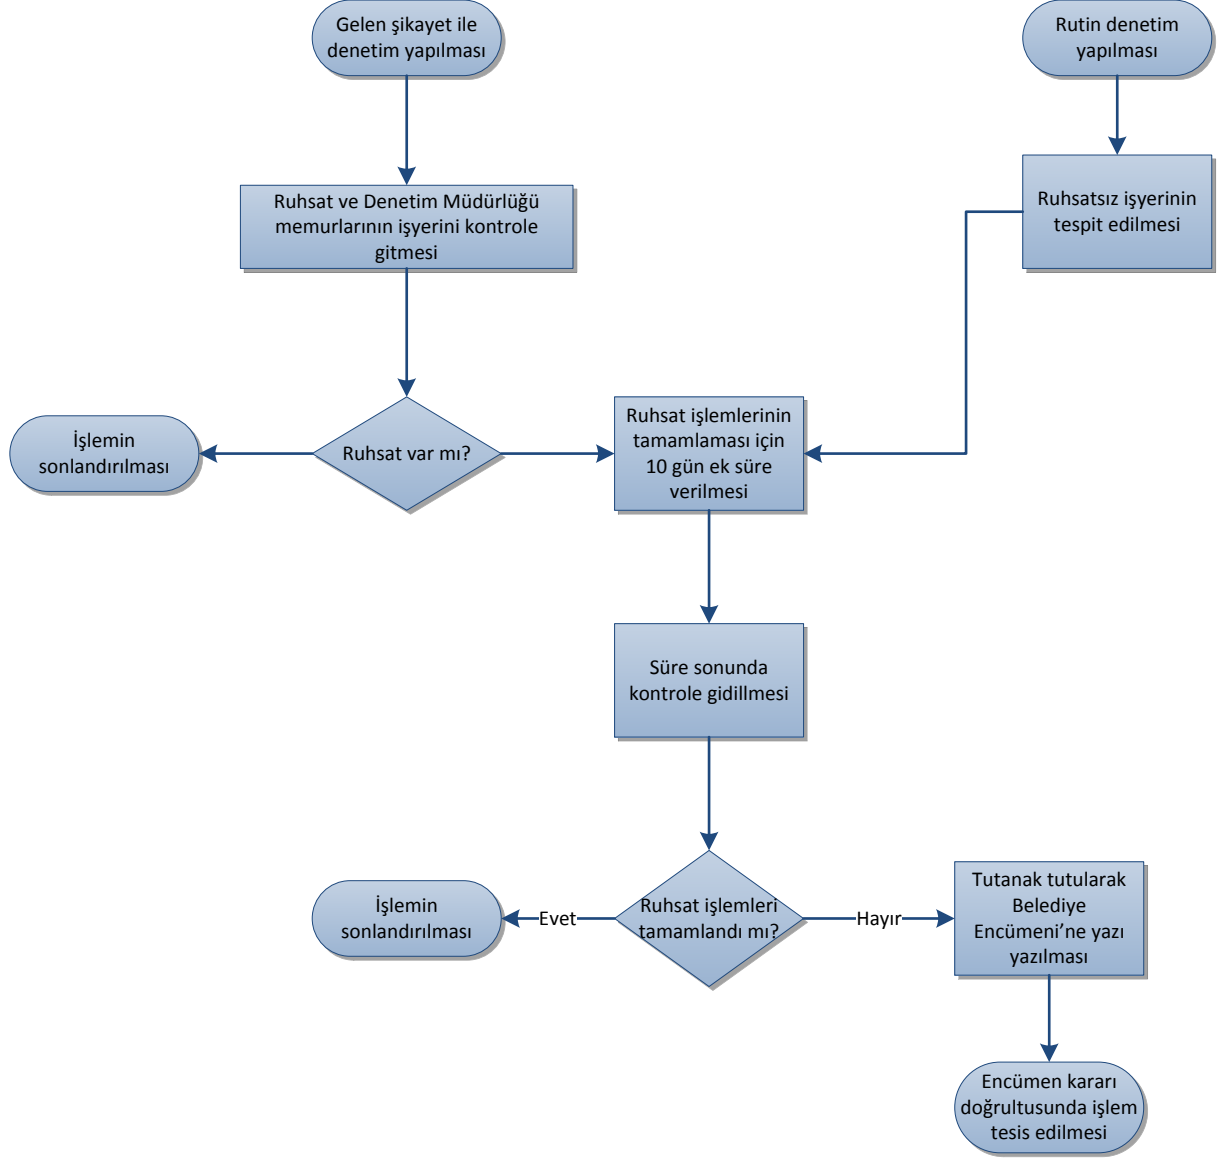 Gelen şikayet ile
denetim yapılması
Rutin denetim
yapılması
Ruhsat ve Denetim Müdürlüğü
memurlarının işyerini kontrole
gitmesi
Ruhsatsız işyerinin
tespit edilmesi
İşlemin
sonlandırılması
Ruhsat var mı?
Ruhsat işlemlerinin
tamamlaması için
10 gün ek süre
verilmesi
Süre sonunda
kontrole gidillmesi
İşlemin
sonlandırılması
Evet
Ruhsat işlemleri
tamamlandı mı?
Hayır
Tutanak tutularak
Belediye
Encümeni’ne yazı
yazılması
Encümen kararı
doğrultusunda işlem
tesis edilmesi